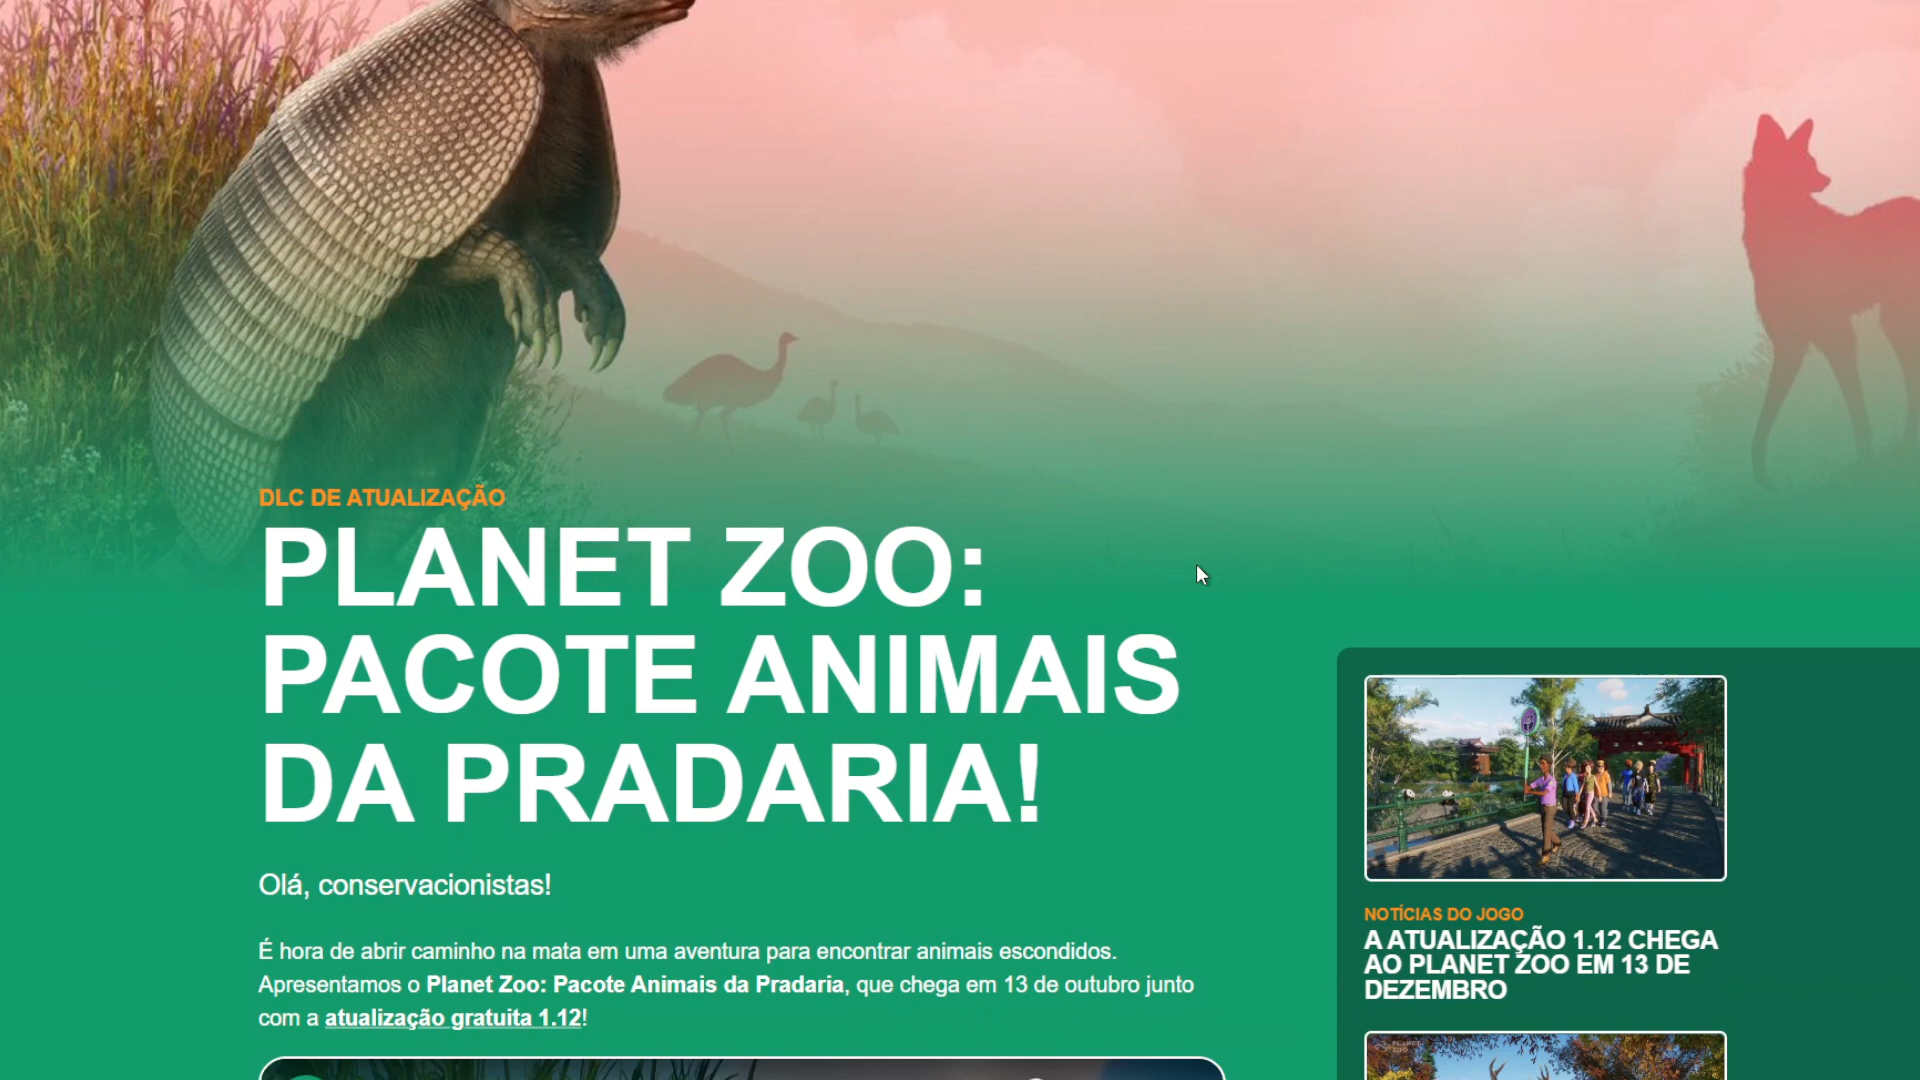 DLC DE ATUALIZAÇÃO
PLANET ZOO:
PACOTE ANIMAIS
DA PRADARIA!
Olá, conservacionistas!
É hora de abrir caminho na mata em uma aventura para encontrar animais escondidos.
Apresentamos o Planet Zoo: Pacote Animais da Pradaria, que chega em 13 de outubro junto
com a atualização gratuita 1.12!
NOTÍCIAS DO JOGO
A ATUALIZAÇÃO 1.12 CHEGA
AO PLANET ZOO EM 13 DE
DEZEMBRO
PLANET
ZOO